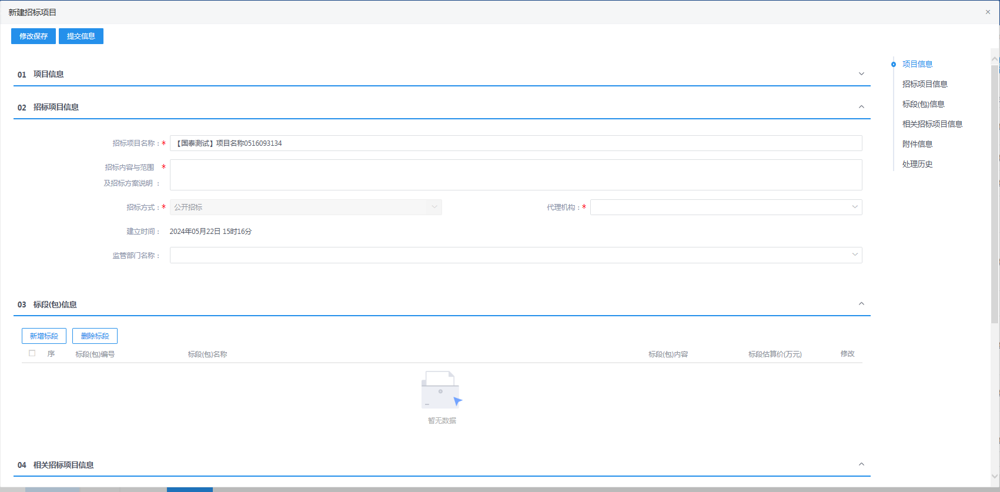 新建招标项目
×
修改保存 提交信息
01 项目信息
02 招标项目信息
招标项目名称：* 【国泰测试】项目名称0516093134
招标内容与范围 *
及招标方案说明 ：
招标方式：* 公开招标 代理机构：*
建立时间： 2024年05月22日 15时16分
监管部门名称：
03 标段(包)信息
新增标段 删除标段
序 标段(包)编号 标段(包)名称 标段(包)内容 标段估算价(万元) 修改
暂无数据
04 相关招标项目信息
项目信息
招标项目信息
标段(包)信息
相关招标项目信息
附件信息
处理历史